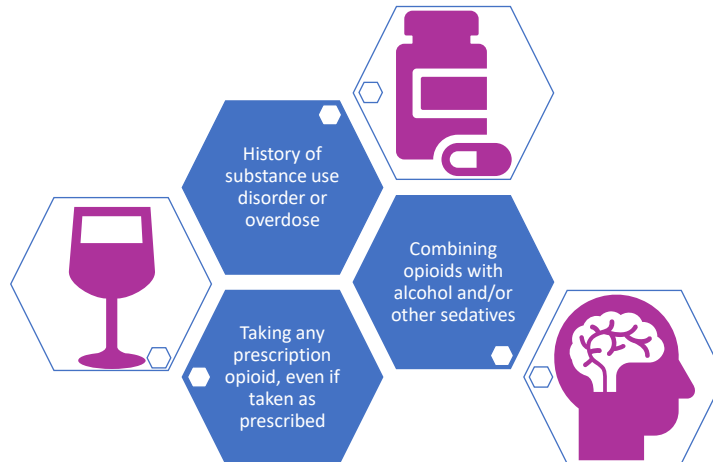 History of
substance use
disorder or
overdose
Combining
opioids with
alcohol and/or
other sedatives
Taking any
prescription
opioid, even if
taken as
prescribed